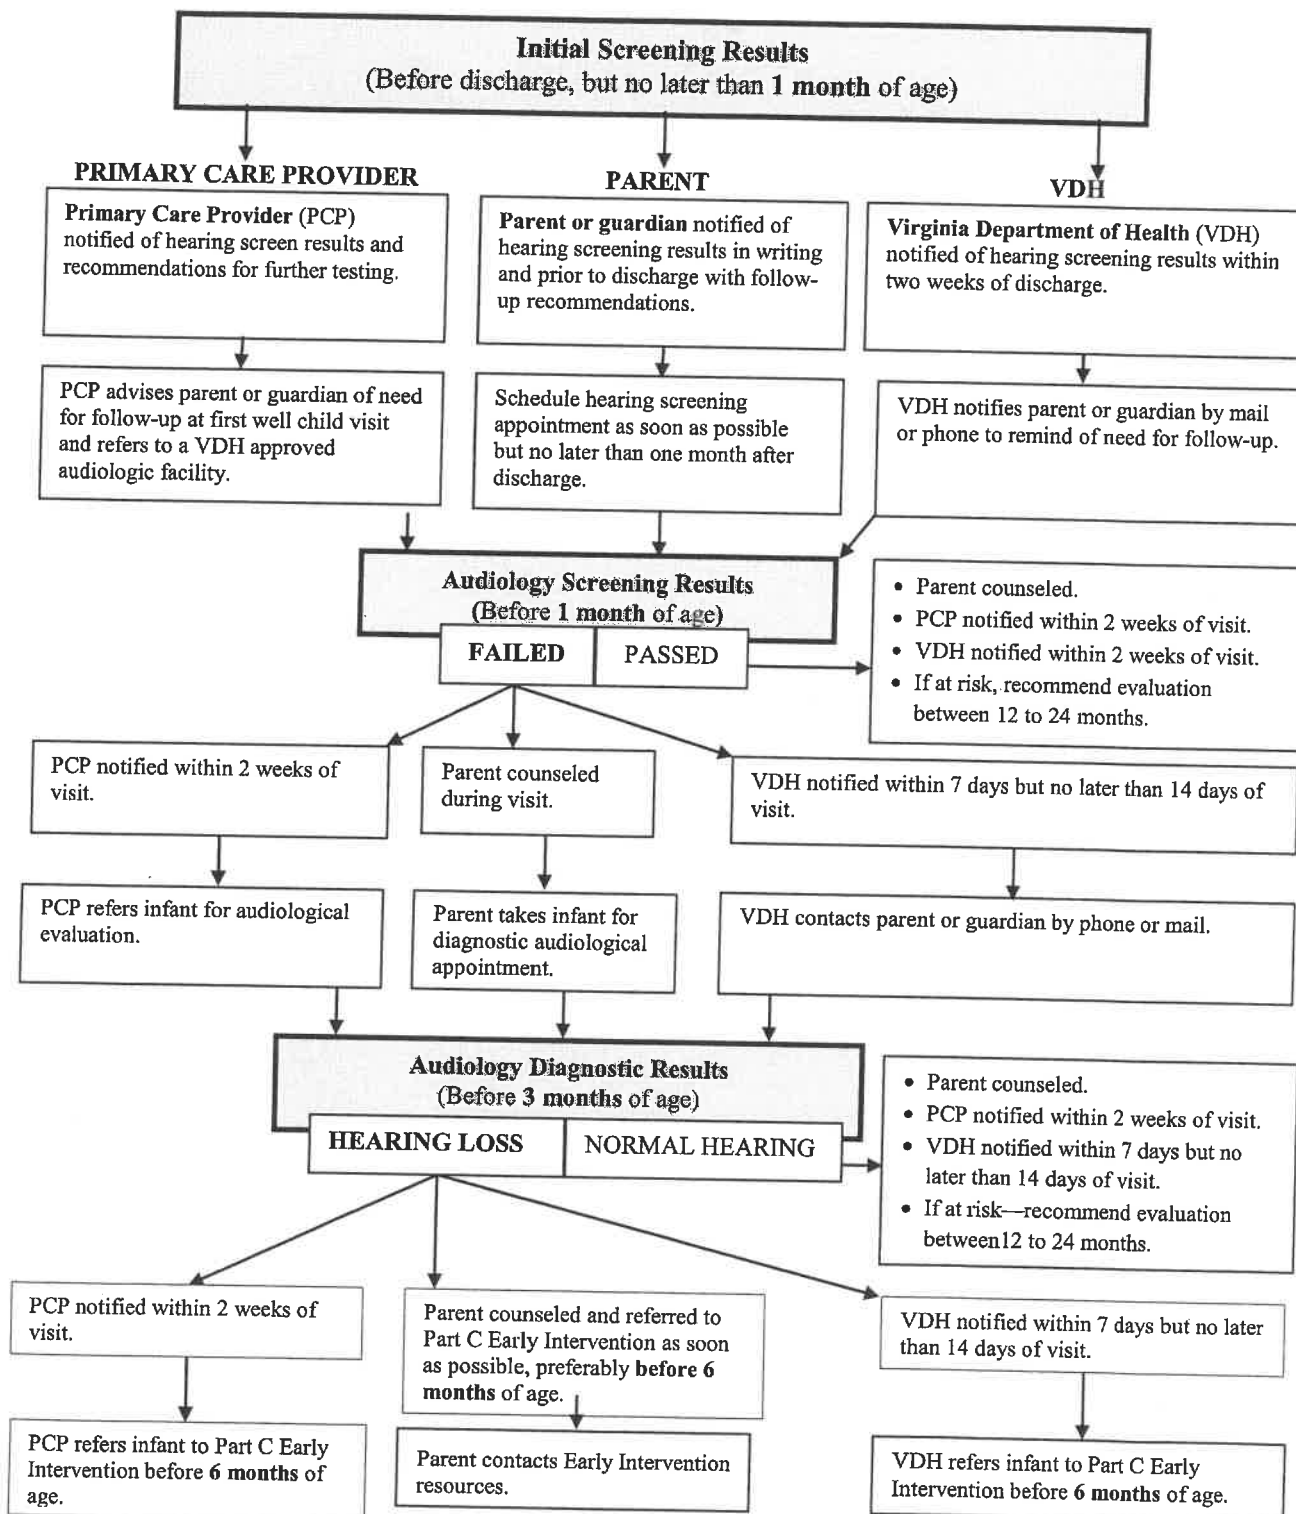 Initial Screening Results
(Before discharge, but no later than 1 month of age)
PRIMARY CARE PROVIDER
Primary Care Provider (PCP)
notified of hearing screen results and
recommendations for further testing.
PARENT
Parent or guardian notified of
hearing screening results in writing
and prior to discharge with follow-
up recommendations.
VDH
Virginia Department of Health (VDH)
notified of hearing screening results within
two weeks of discharge.
PCP advises parent or guardian of need
for follow-up at first well child visit
and refers to a VDH approved
audiologic facility.
Schedule hearing screening
appointment as soon as possible
but no later than one month after
discharge.
VDH notifies parent or guardian by mail
or phone to remind of need for follow-up.
Audiology Screening Results
(Before 1 month of age)
FAILED
PASSED
• Parent counseled.
• PCP notified within 2 weeks of visit.
• VDH notified within 2 weeks of visit.
• If at risk, recommend evaluation
between 12 to 24 months.
PCP notified within 2 weeks of
visit.
Parent counseled
during visit.
VDH notified within 7 days but no later than 14 days of
visit.
PCP refers infant for audiological
evaluation.
Parent takes infant for
diagnostic audiological
appointment.
VDH contacts parent or guardian by phone or mail.
Audiology Diagnostic Results
(Before 3 months of age)
HEARING LOSS
NORMAL HEARING
• Parent counseled.
• PCP notified within 2 weeks of visit.
• VDH notified within 7 days but no
later than 14 days of visit.
• If at risk—recommend evaluation
between12 to 24 months.
PCP notified within 2 weeks of
visit.
Parent counseled and referred to
Part C Early Intervention as soon
as possible, preferably before 6
months of age.
VDH notified within 7 days but no later
than 14 days of visit.
PCP refers infant to Part C Early
Intervention before 6 months of
age.
Parent contacts Early Intervention
resources.
VDH refers infant to Part C Early
Intervention before 6 months of age.